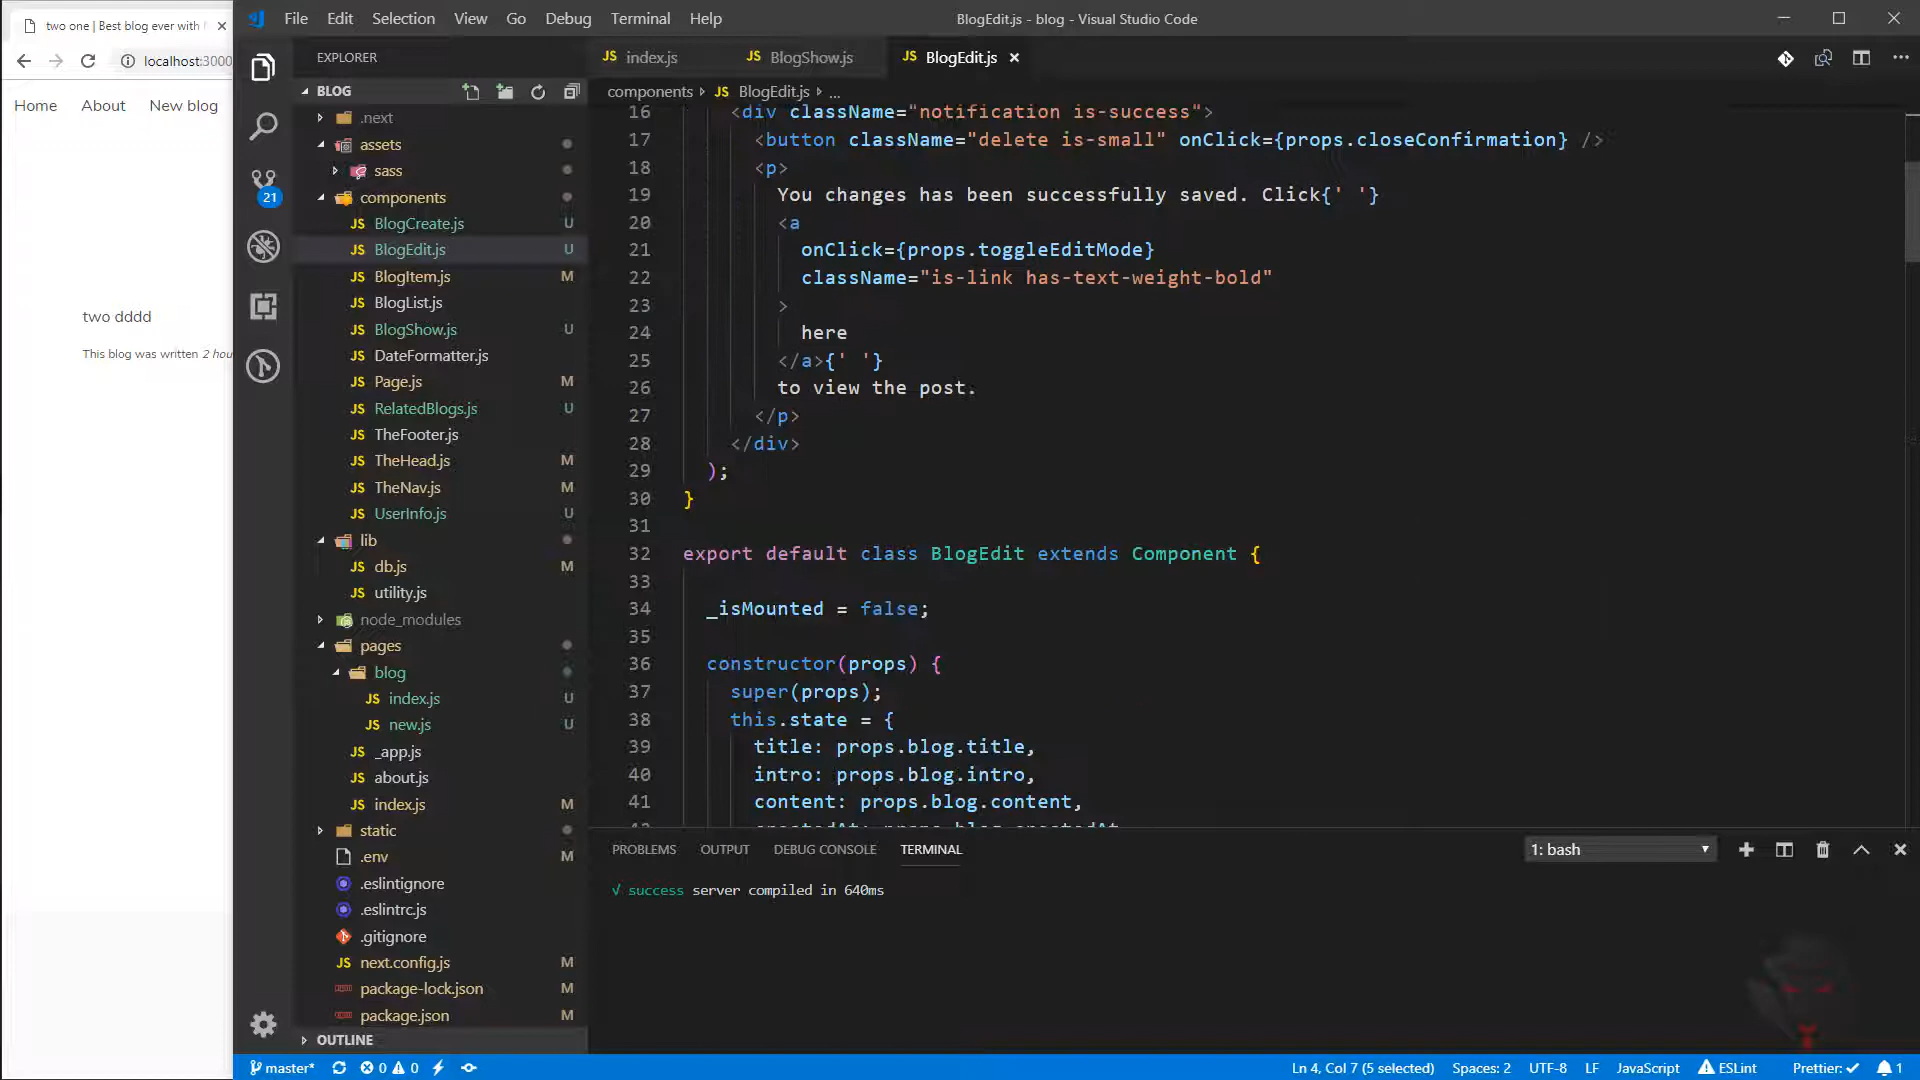 two one | Best blog ever with
localhost:3000
Home About New blog
two dddd
This blog was written 2 hou
File Edit Selection View Go Debug Terminal Help
BlogEdit.js - blog - Visual Studio Code
EXPLORER
BLOG
.next
assets
sass
components
JS BlogCreate.js U
JS BlogEdit.js U
JS BlogItem.js M
JS BlogList.js
JS BlogShow.js U
JS DateFormatter.js
JS Page.js M
JS RelatedBlogs.js U
JS TheFooter.js
JS TheHead.js M
JS TheNav.js M
JS UserInfo.js U
lib
JS db.js M
JS utility.js
node_modules
pages
blog
JS index.js U
JS new.js U
JS _app.js
JS about.js
JS index.js M
static
.env M
.eslintignore
.eslintrc.js
.gitignore
JS next.config.js M
package-lock.json M
package.json M
OUTLINE
21
JS index.js JS BlogShow.js JS BlogEdit.js
components › JS BlogEdit.js › ...
16 <div className="notification is-success">
17 <button className="delete is-small" onClick={props.closeConfirmation} />
18 <p>
19 You changes has been successfully saved. Click{' '}
20 <a
21 onClick={props.toggleEditMode}
22 className="is-link has-text-weight-bold"
23 >
24 here
25 </a>{' '}
26 to view the post.
27 </p>
28 </div>
29 );
30 }
31
32 export default class BlogEdit extends Component {
33
34 _isMounted = false;
35
36 constructor(props) {
37 super(props);
38 this.state = {
39 title: props.blog.title,
40 intro: props.blog.intro,
41 content: props.blog.content,
42 createdAt: props.blog.createdAt
PROBLEMS OUTPUT DEBUG CONSOLE TERMINAL
1: bash
√ success server compiled in 640ms
master* 0 0
Ln 4, Col 7 (5 selected) Spaces: 2 UTF-8 LF JavaScript ESLint Prettier: ✓ 1